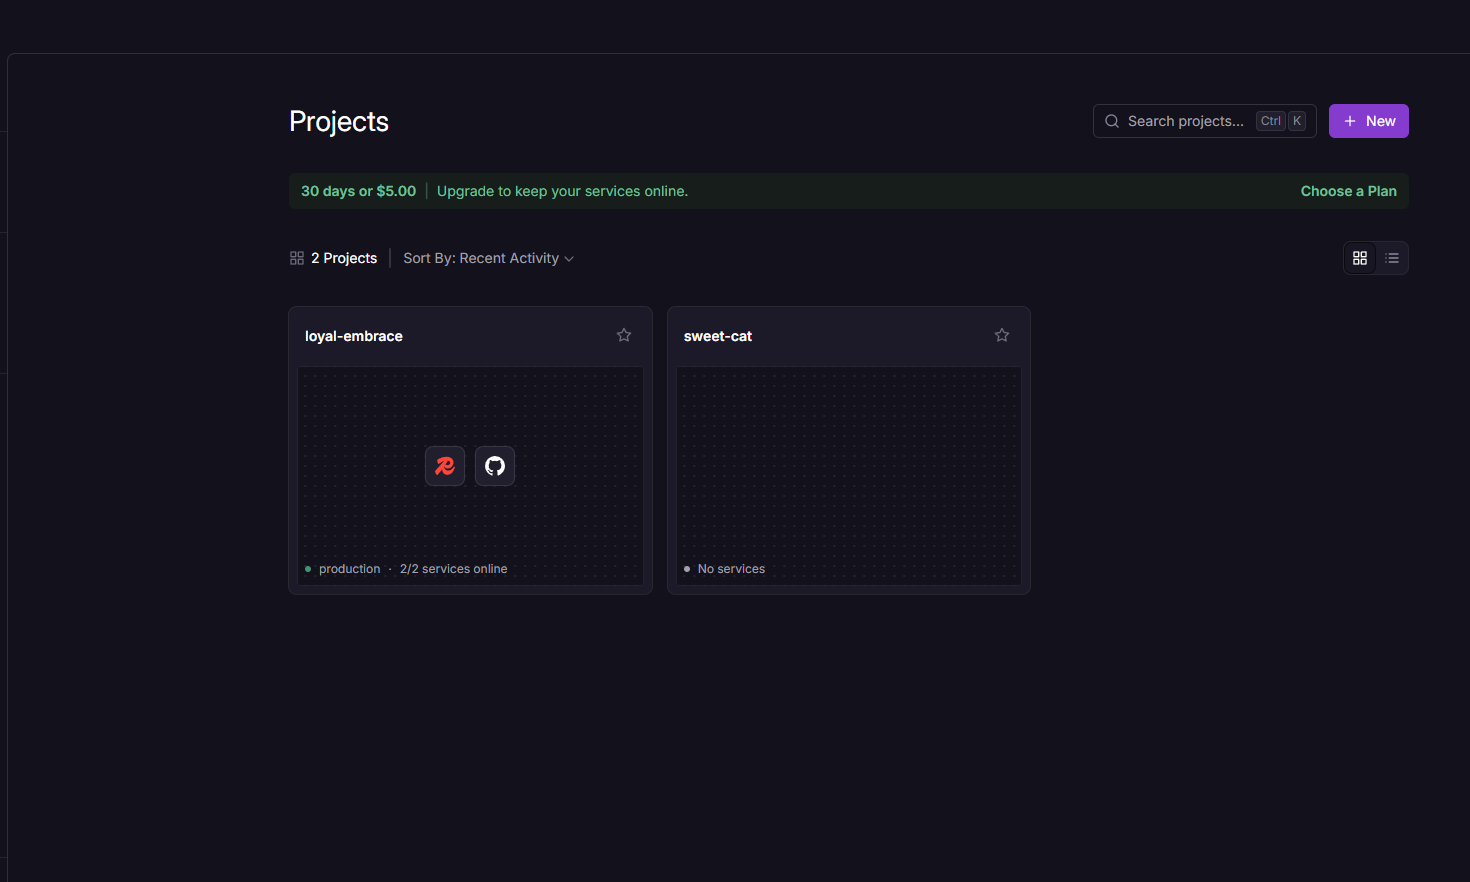 Projects
Search projects... Ctrl K
New
30 days or $5.00 Upgrade to keep your services online.
Choose a Plan
2 Projects Sort By: Recent Activity
loyal-embrace
production · 2/2 services online
sweet-cat
No services